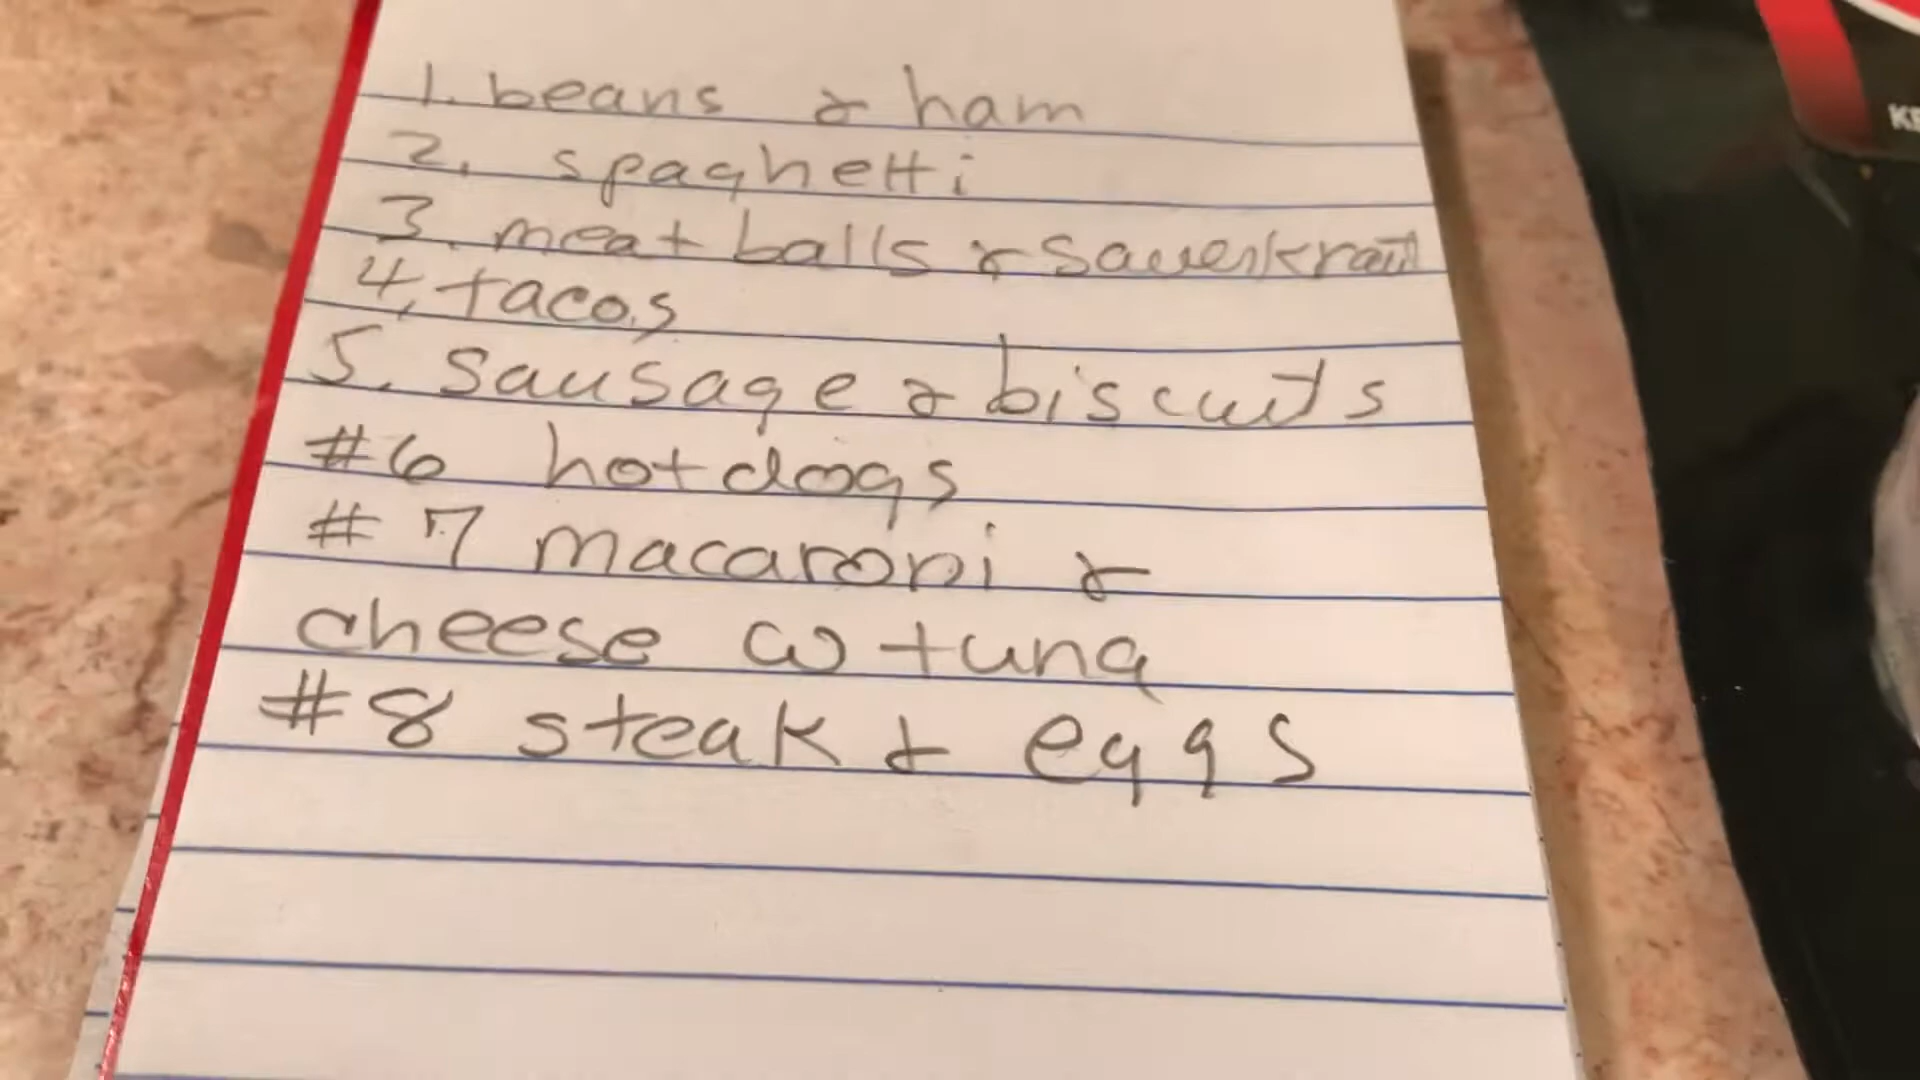 1. beans & ham
2. spaghetti
3. meat balls & Sauerkraut
4, tacos
5. Sausage & biscuits
#6 hotdogs
#7 macaroni &
cheese w tuna
#8 steak & eggs
KE